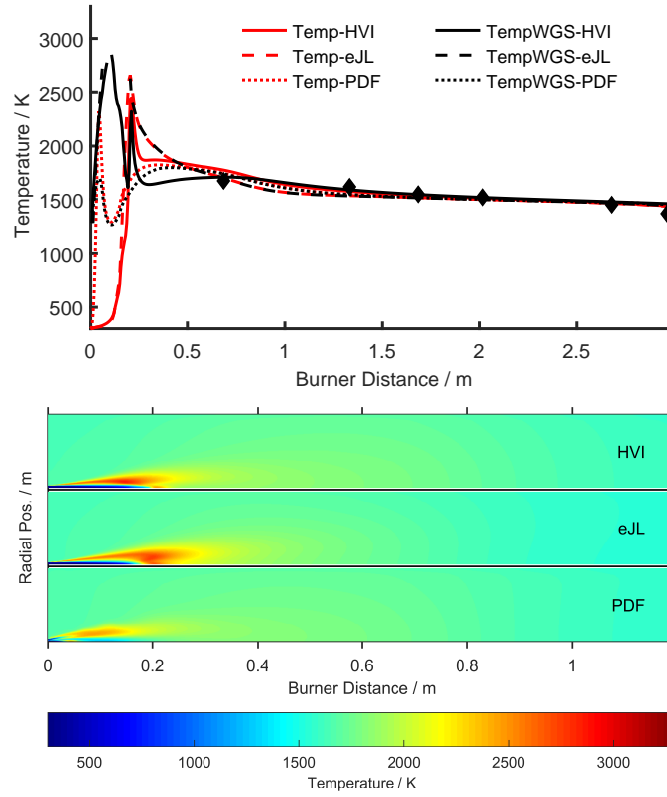 Temp-HVI TempWGS-HVI
Temp-eJL TempWGS-eJL
Temp-PDF TempWGS-PDF
3000
2500
2000
1500
1000
500
Temperature / K
0 0.5 1 1.5 2 2.5
Burner Distance / m
HVI
eJL
PDF
Radial Pos. / m
0 0.2 0.4 0.6 0.8 1
Burner Distance / m
500 1000 1500 2000 2500 3000
Temperature / K